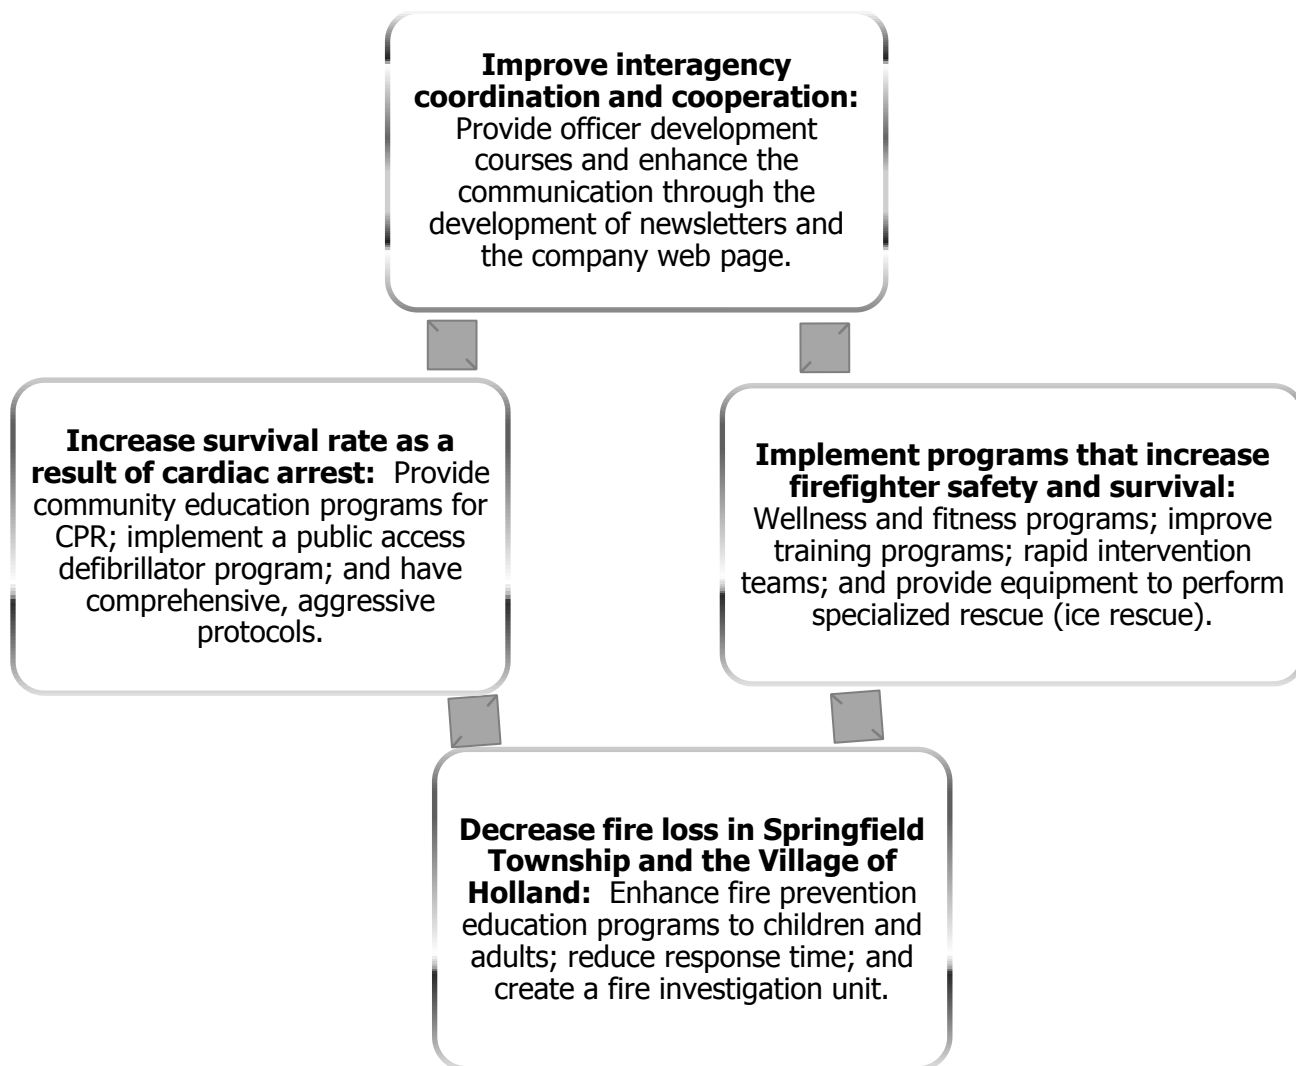 Improve interagency
coordination and cooperation:
Provide officer development
courses and enhance the
communication through the
development of newsletters and
the company web page.
Increase survival rate as a
result of cardiac arrest:  Provide
community education programs for
CPR; implement a public access
defibrillator program; and have
comprehensive, aggressive
protocols.
Implement programs that increase
firefighter safety and survival:
Wellness and fitness programs; improve
training programs; rapid intervention
teams; and provide equipment to perform
specialized rescue (ice rescue).
Decrease fire loss in Springfield
Township and the Village of
Holland:  Enhance fire prevention
education programs to children and
adults; reduce response time; and
create a fire investigation unit.